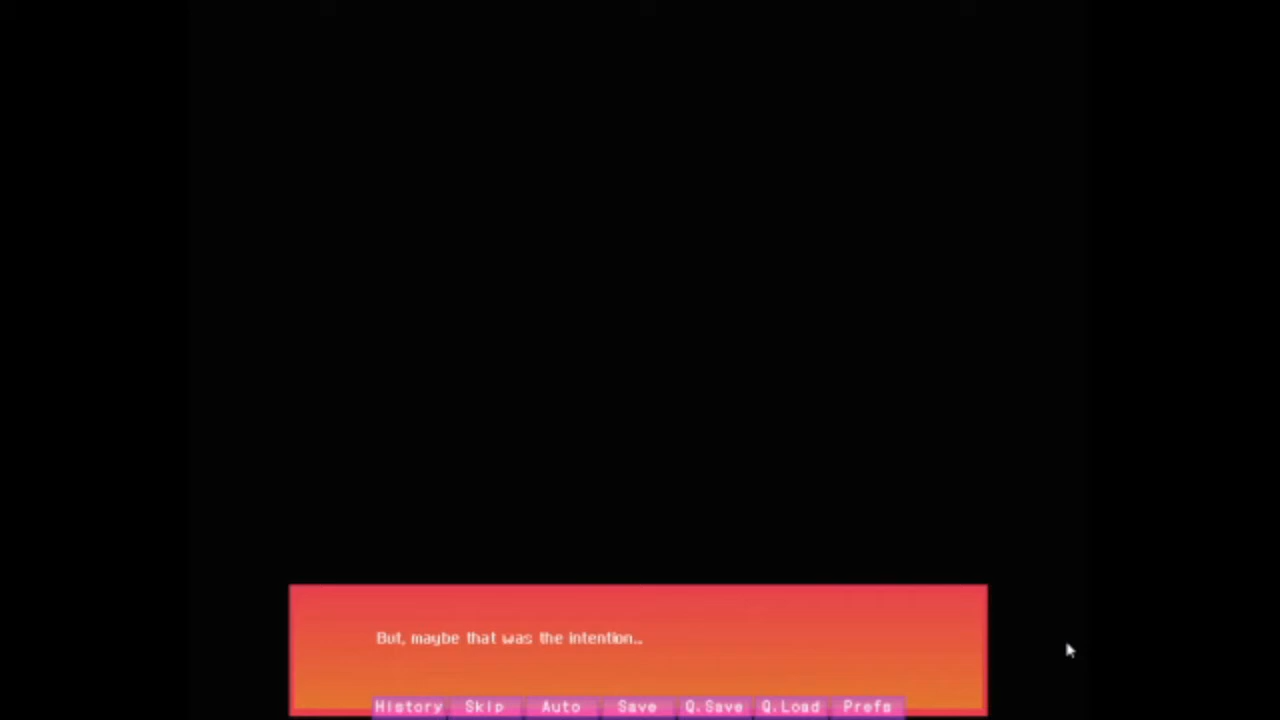 But, maybe that was the intention...
History Skip Auto Save Q.Save Q.Load Prefs